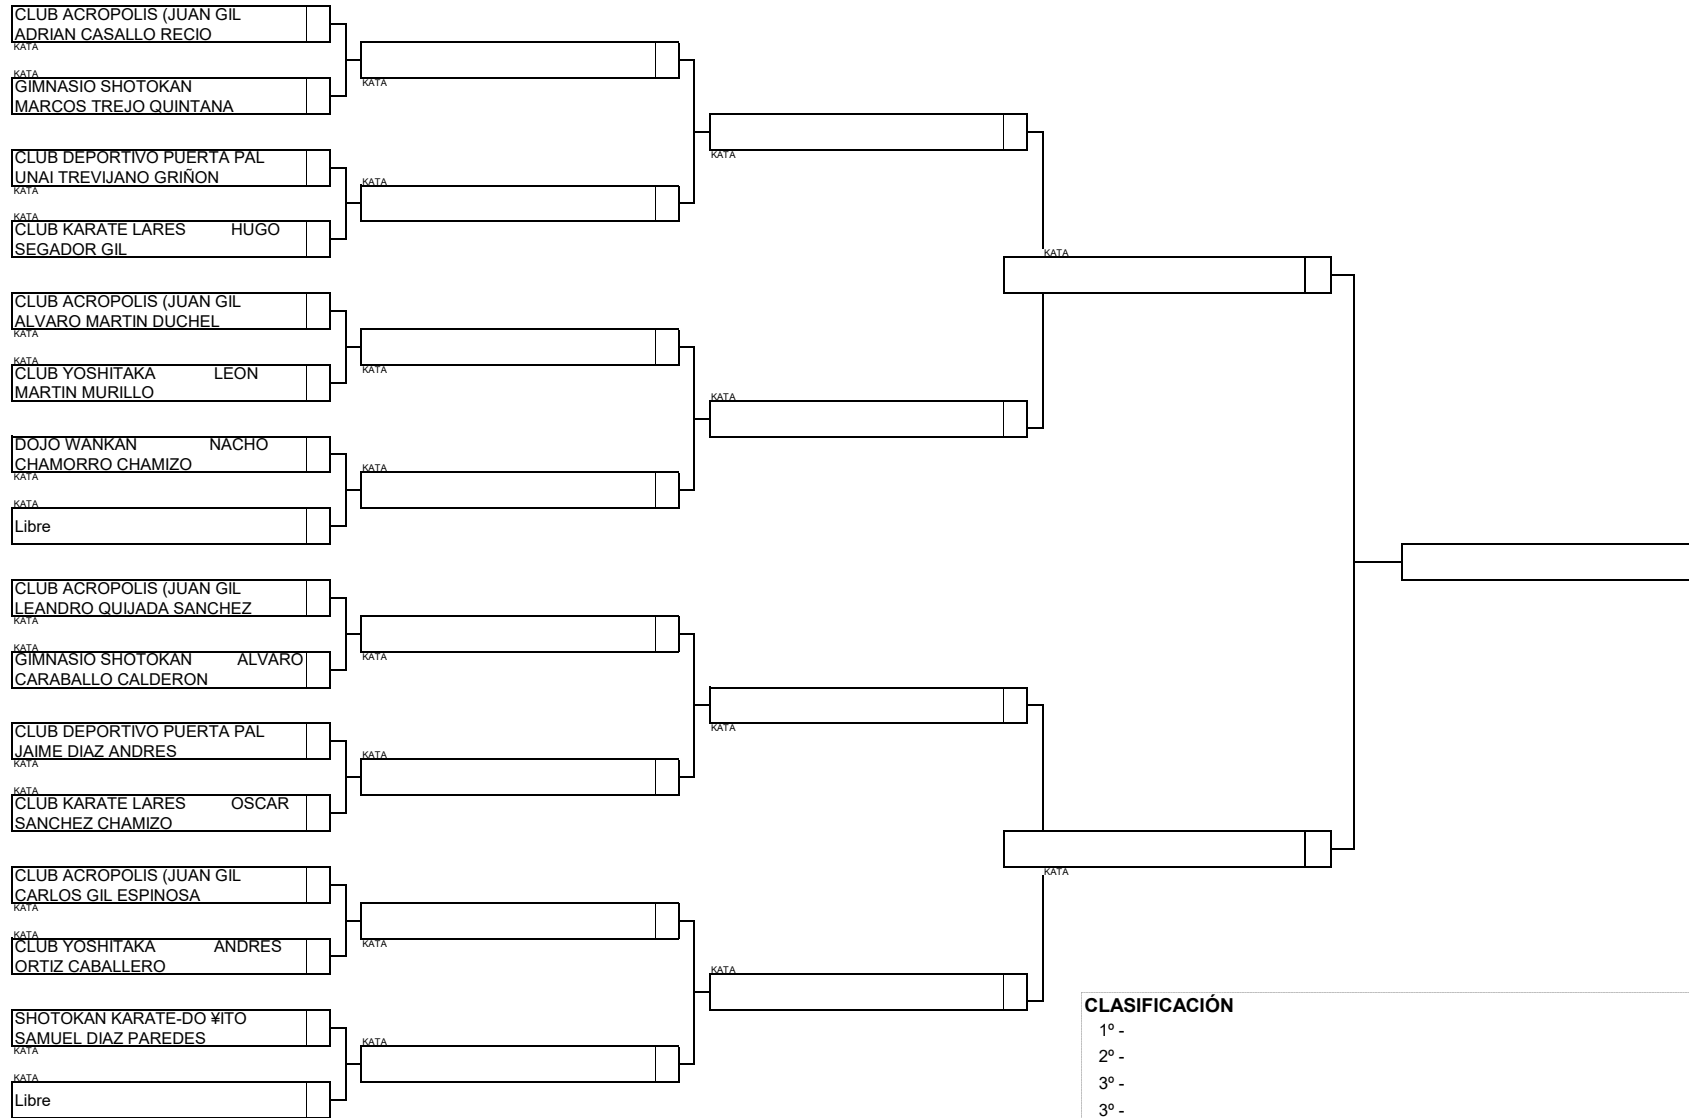 CLUB ACROPOLIS (JUAN GIL
ADRIAN CASALLO RECIO
KATA
KATA
GIMNASIO SHOTOKAN
MARCOS TREJO QUINTANA
CLUB DEPORTIVO PUERTA PAL
UNAI TREVIJANO GRIÑON
KATA
KATA
CLUB KARATE LARES HUGO
SEGADOR GIL
CLUB ACROPOLIS (JUAN GIL
ALVARO MARTIN DUCHEL
KATA
KATA
CLUB YOSHITAKA LEON
MARTIN MURILLO
DOJO WANKAN NACHO
CHAMORRO CHAMIZO
KATA
KATA
Libre
CLUB ACROPOLIS (JUAN GIL
LEANDRO QUIJADA SANCHEZ
KATA
KATA
GIMNASIO SHOTOKAN ALVARO
CARABALLO CALDERON
CLUB DEPORTIVO PUERTA PAL
JAIME DIAZ ANDRES
KATA
KATA
CLUB KARATE LARES OSCAR
SANCHEZ CHAMIZO
CLUB ACROPOLIS (JUAN GIL
CARLOS GIL ESPINOSA
KATA
KATA
CLUB YOSHITAKA ANDRES
ORTIZ CABALLERO
SHOTOKAN KARATE-DO ¥ITO
SAMUEL DIAZ PAREDES
KATA
KATA
Libre
KATA
KATA
KATA
KATA
KATA
KATA
KATA
KATA
KATA
KATA
KATA
KATA
KATA
KATA
CLASIFICACIÓN
1º -
2º -
3º -
3º -